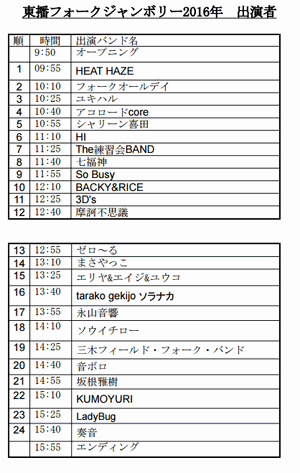 東播フォークジャンボリー2016年　出演者
順 時間 出演バンド名
9:50 オープニング
1 09:55 HEAT HAZE
2 10:10 フォークオールデイ
3 10:25 ユキハル
4 10:40 アコロードcore
5 10:55 シャリーン喜田
6 11:10 HI
7 11:25 The練習会BAND
8 11:40 七福神
9 11:55 So Busy
10 12:10 BACKY&RICE
11 12:25 3D's
12 12:40 摩訶不思議
13 12:55 ゼロ〜る
14 13:10 まさやっこ
15 13:25 エリヤ&エイジ&ユウコ
16 13:40 tarako gekijo ソラナカ
17 13:55 永山音響
18 14:10 ソウイチロー
19 14:25 三木フィールド・フォーク・バンド
20 14:40 音ボロ
21 14:55 坂根雅樹
22 15:10 KUMOYURI
23 15:25 LadyBug
24 15:40 奏音
15:55 エンディング